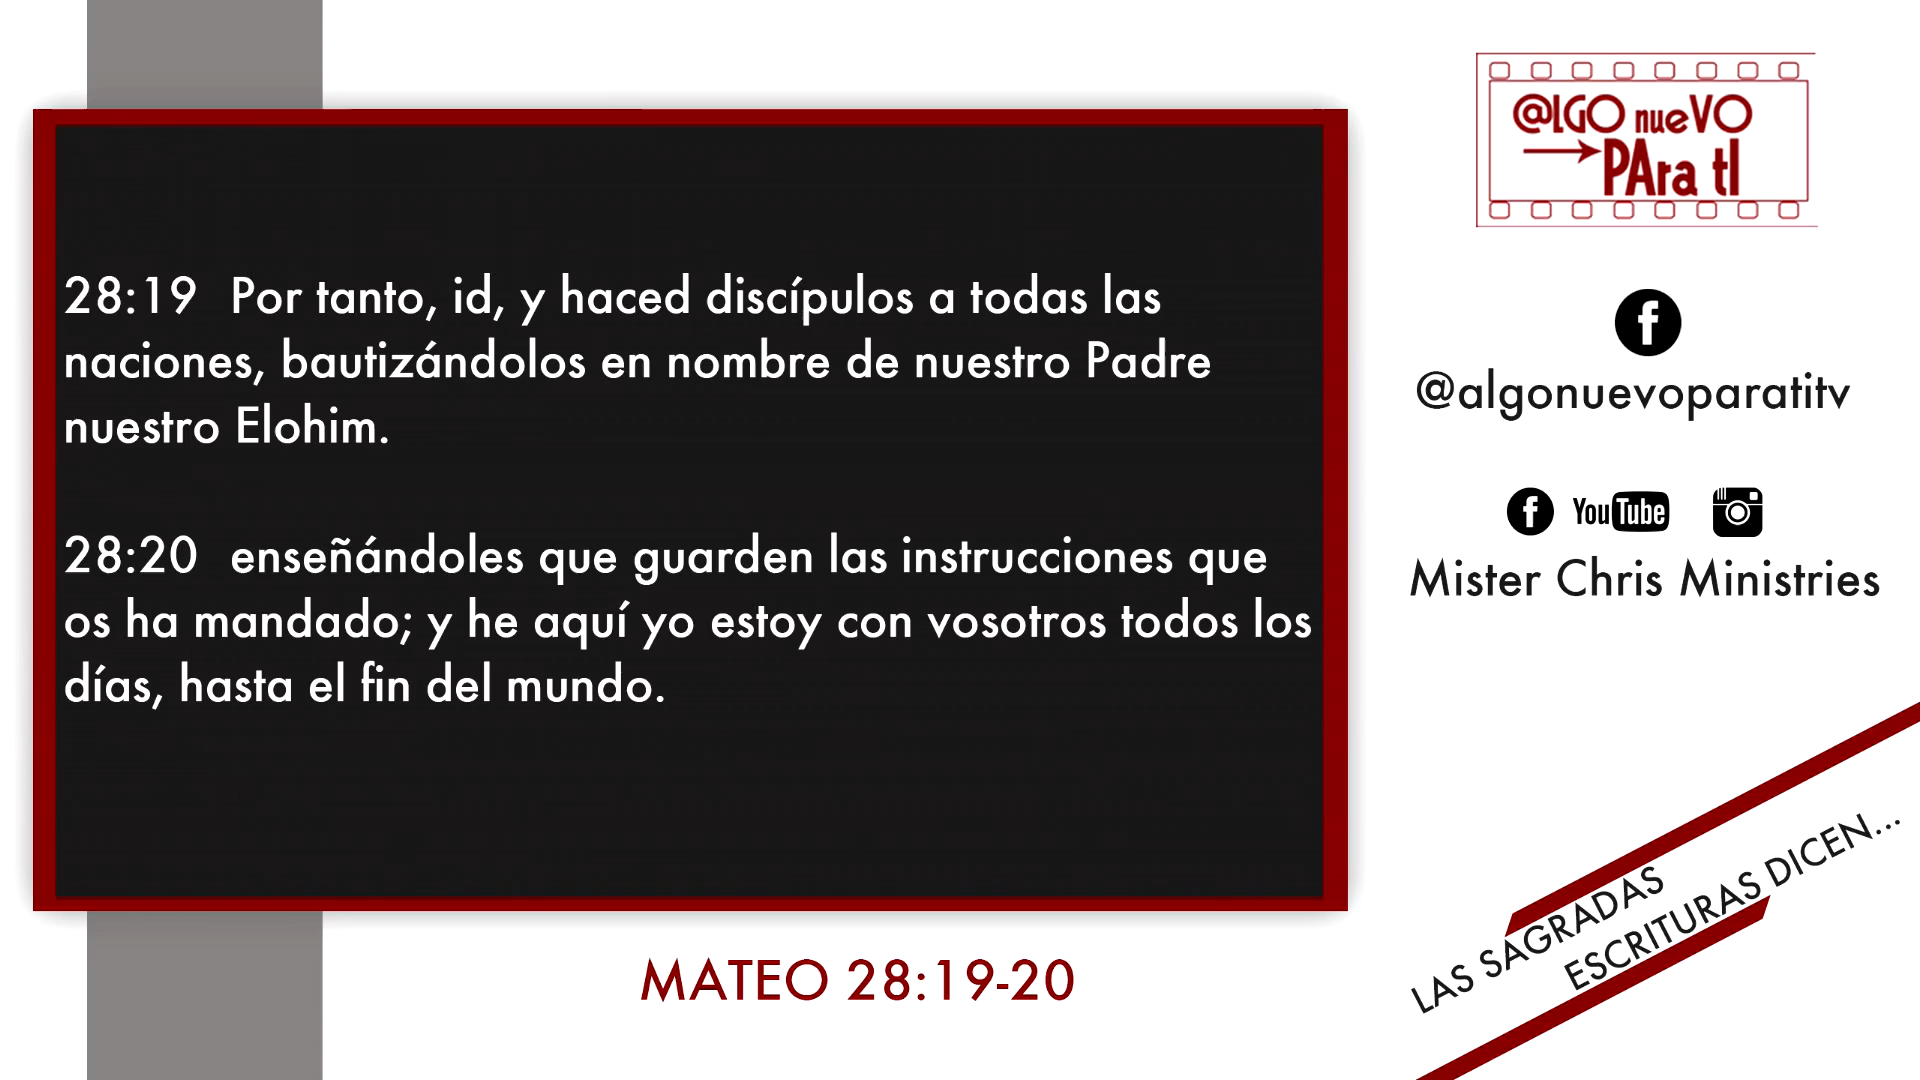 28:19 Por tanto, id, y haced discípulos a todas las
naciones, bautizándolos en nombre de nuestro Padre
nuestro Elohim.
28:20 enseñándoles que guarden las instrucciones que
os ha mandado; y he aquí yo estoy con vosotros todos los
días, hasta el fin del mundo.
MATEO 28:19-20
@lGO nueVO
PAra tI
f
@algonuevoparatitv
f YouTube
Mister Chris Ministries
LAS SAGRADAS
ESCRITURAS DICEN...